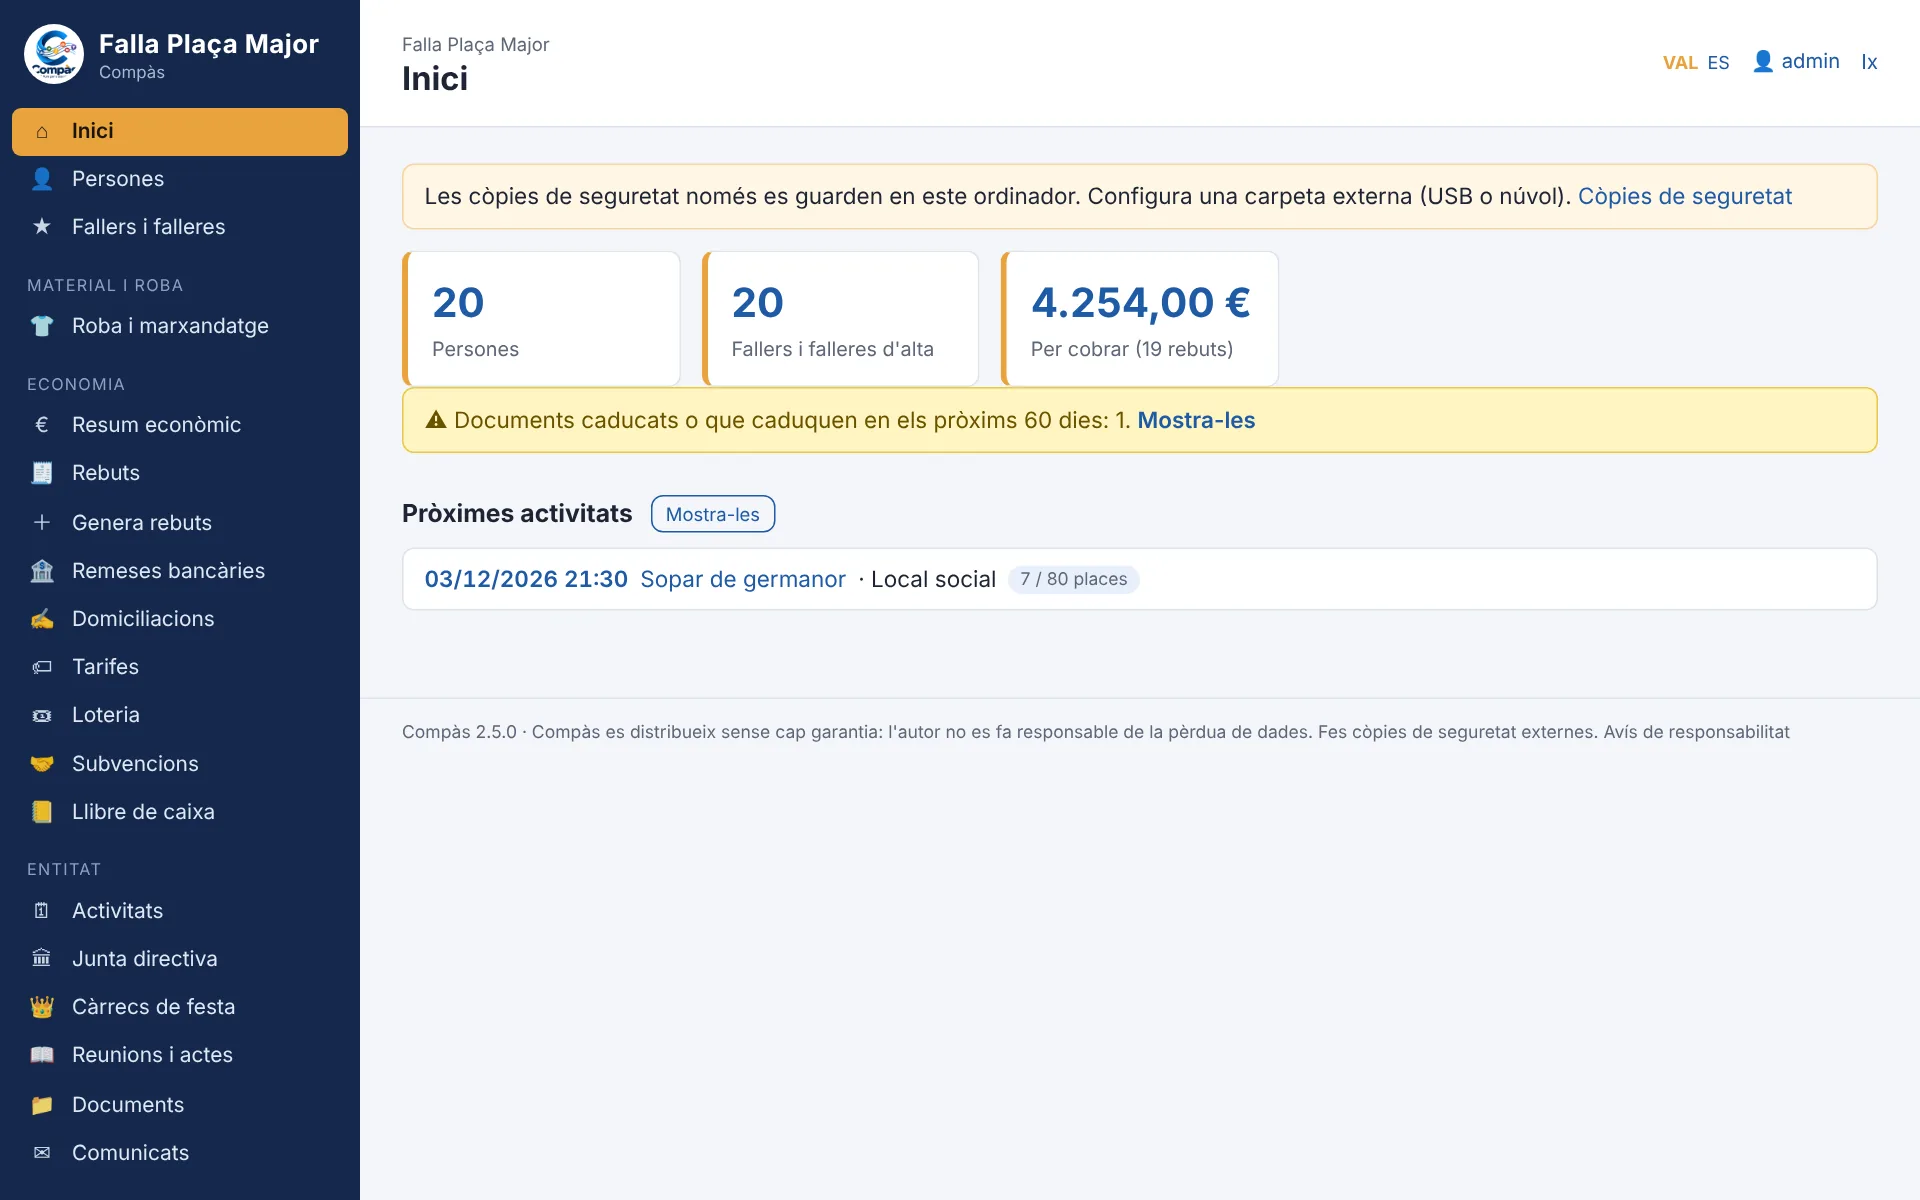 Compàs
Falla Plaça Major
Compàs
Inici
Persones
Fallers i falleres
MATERIAL I ROBA
Roba i marxandatge
ECONOMIA
€ Resum econòmic
Rebuts
Genera rebuts
Remeses bancàries
Domiciliacions
Tarifes
Loteria
Subvencions
Llibre de caixa
ENTITAT
Activitats
Junta directiva
Càrrecs de festa
Reunions i actes
Documents
Comunicats
Falla Plaça Major
Inici
VAL ES admin Ix
Les còpies de seguretat només es guarden en este ordinador. Configura una carpeta externa (USB o núvol). Còpies de seguretat
20
Persones
20
Fallers i falleres d'alta
4.254,00 €
Per cobrar (19 rebuts)
⚠ Documents caducats o que caduquen en els pròxims 60 dies: 1. Mostra-les
Pròximes activitats Mostra-les
03/12/2026 21:30 Sopar de germanor · Local social 7 / 80 places
Compàs 2.5.0 · Compàs es distribueix sense cap garantia: l'autor no es fa responsable de la pèrdua de dades. Fes còpies de seguretat externes. Avís de responsabilitat